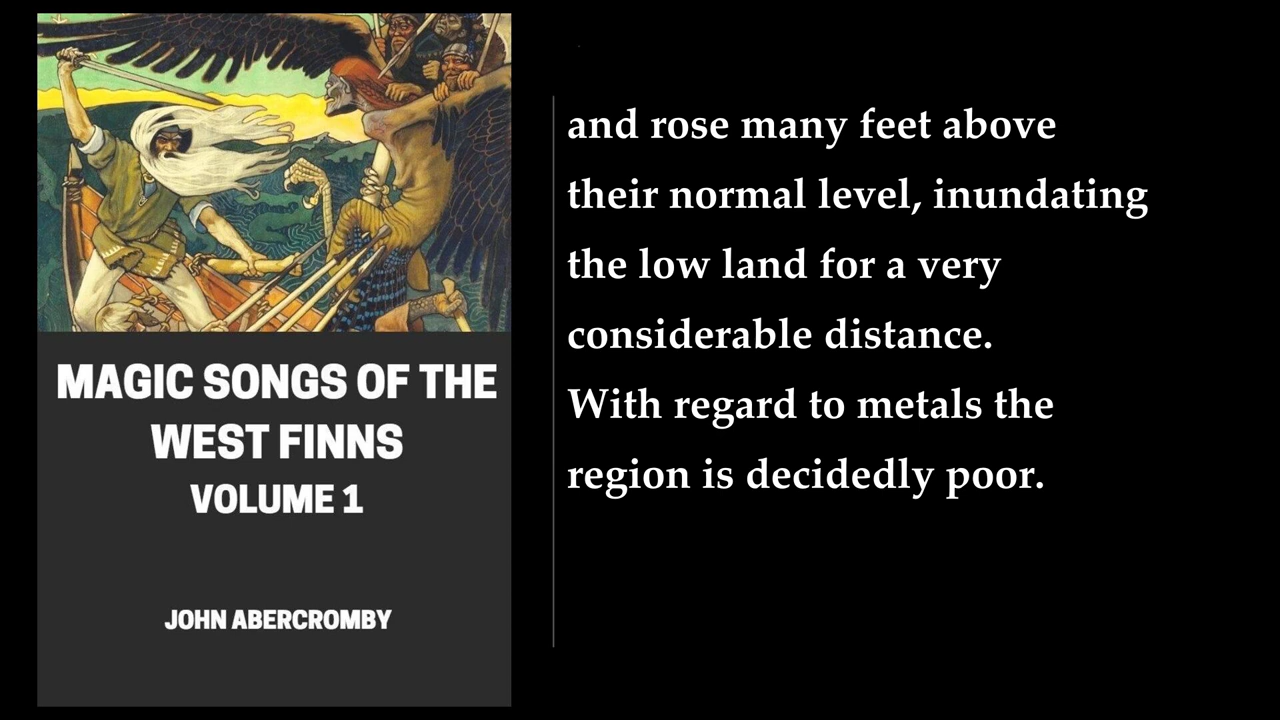 MAGIC SONGS OF THE
WEST FINNS
VOLUME 1
JOHN ABERCROMBY
and rose many feet above
their normal level, inundating
the low land for a very
considerable distance.
With regard to metals the
region is decidedly poor.